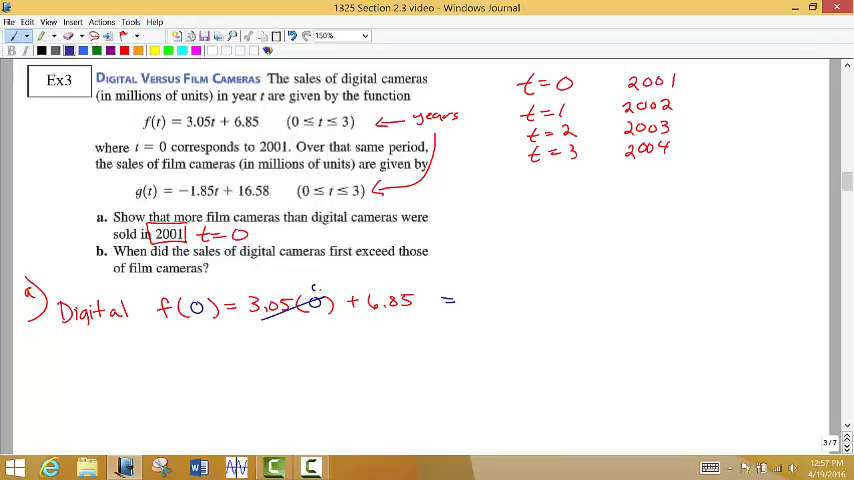 1325 Section 2.3 video - Windows Journal
File Edit View Insert Actions Tools Help
150%
B I
Ex3
DIGITAL VERSUS FILM CAMERAS The sales of digital cameras
(in millions of units) in year t are given by the function
f(t) = 3.05t + 6.85 (0 ≤ t ≤ 3)
years
where t = 0 corresponds to 2001. Over that same period,
the sales of film cameras (in millions of units) are given by
g(t) = −1.85t + 16.58 (0 ≤ t ≤ 3)
a. Show that more film cameras than digital cameras were
sold in 2001 t = 0
b. When did the sales of digital cameras first exceed those
of film cameras?
t = 0 2001
t = 1 2002
t = 2 2003
t = 3 2004
a) Digital f(0) = 3.05(0) + 6.85 =
3/7
12:57 PM
4/19/2016